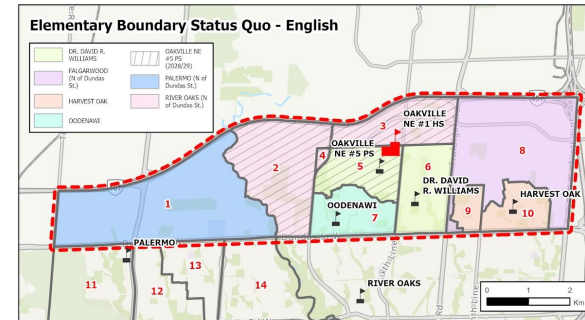 Elementary Boundary Status Quo - English
DR. DAVID R.
WILLIAMS
FALGARWOOD
(N of Dundas
St.)
HARVEST OAK
OODENAWI
OAKVILLE NE
#5 PS
(2028/29)
PALERMO (N of
Dundas St.)
RIVER OAKS (N
of Dundas St.)
OAKVILLE
NE #1 HS
3
OAKVILLE
NE #5 PS
4
5
6
8
2
DR. DAVID
R. WILLIAMS
HARVEST OAK
1
OODENAWI
7
9
10
PALERMO
11
12
13
14
RIVER OAKS
Sixth Line
0 1 2
Km